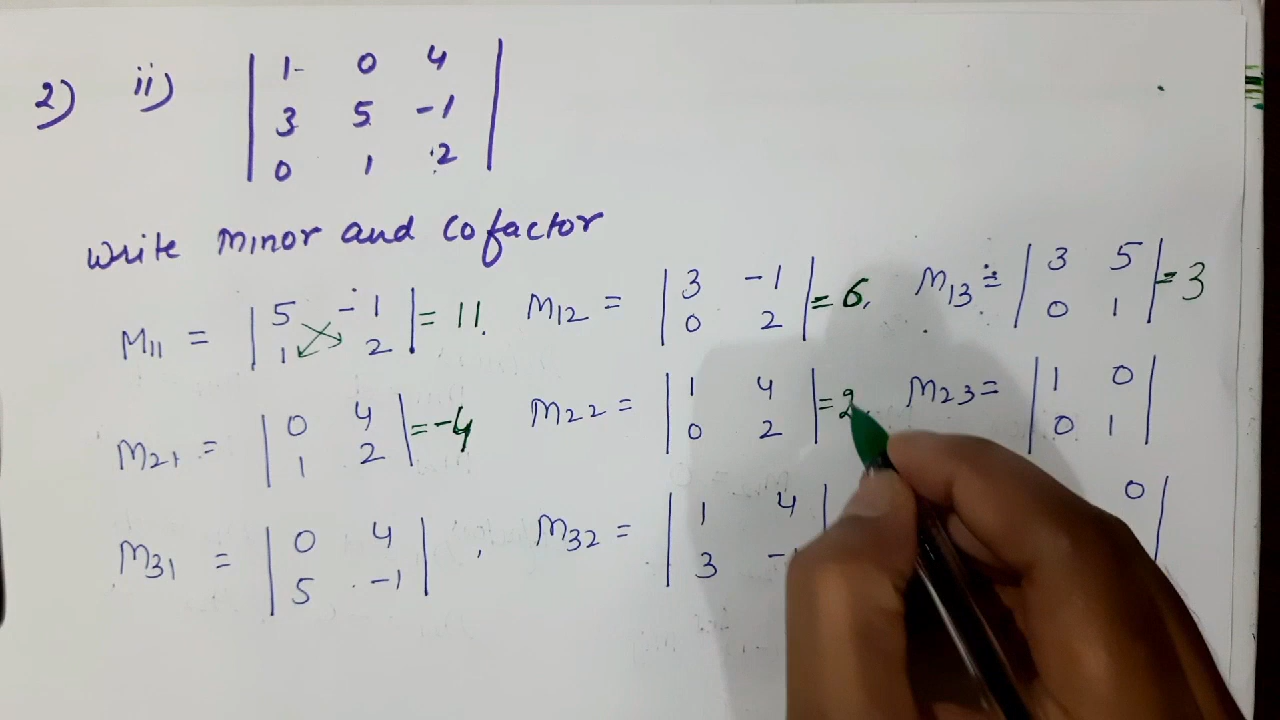 2) ii) | 1 0 4 |
| 3 5 -1 |
| 0 1 2 |
write minor and cofactor
M11 = | 5 -1 | = 11. M12 = | 3 -1 | = 6, M13 = | 3 5 | = 3
| 1 2 | | 0 2 | | 0 1 |
M21 = | 0 4 | = -4 M22 = | 1 4 | = 2, M23 = | 1 0 |
| 1 2 | | 0 2 | | 0 1 |
M31 = | 0 4 | , M32 = | 1 4 | 0 |
| 5 -1 | | 3 |